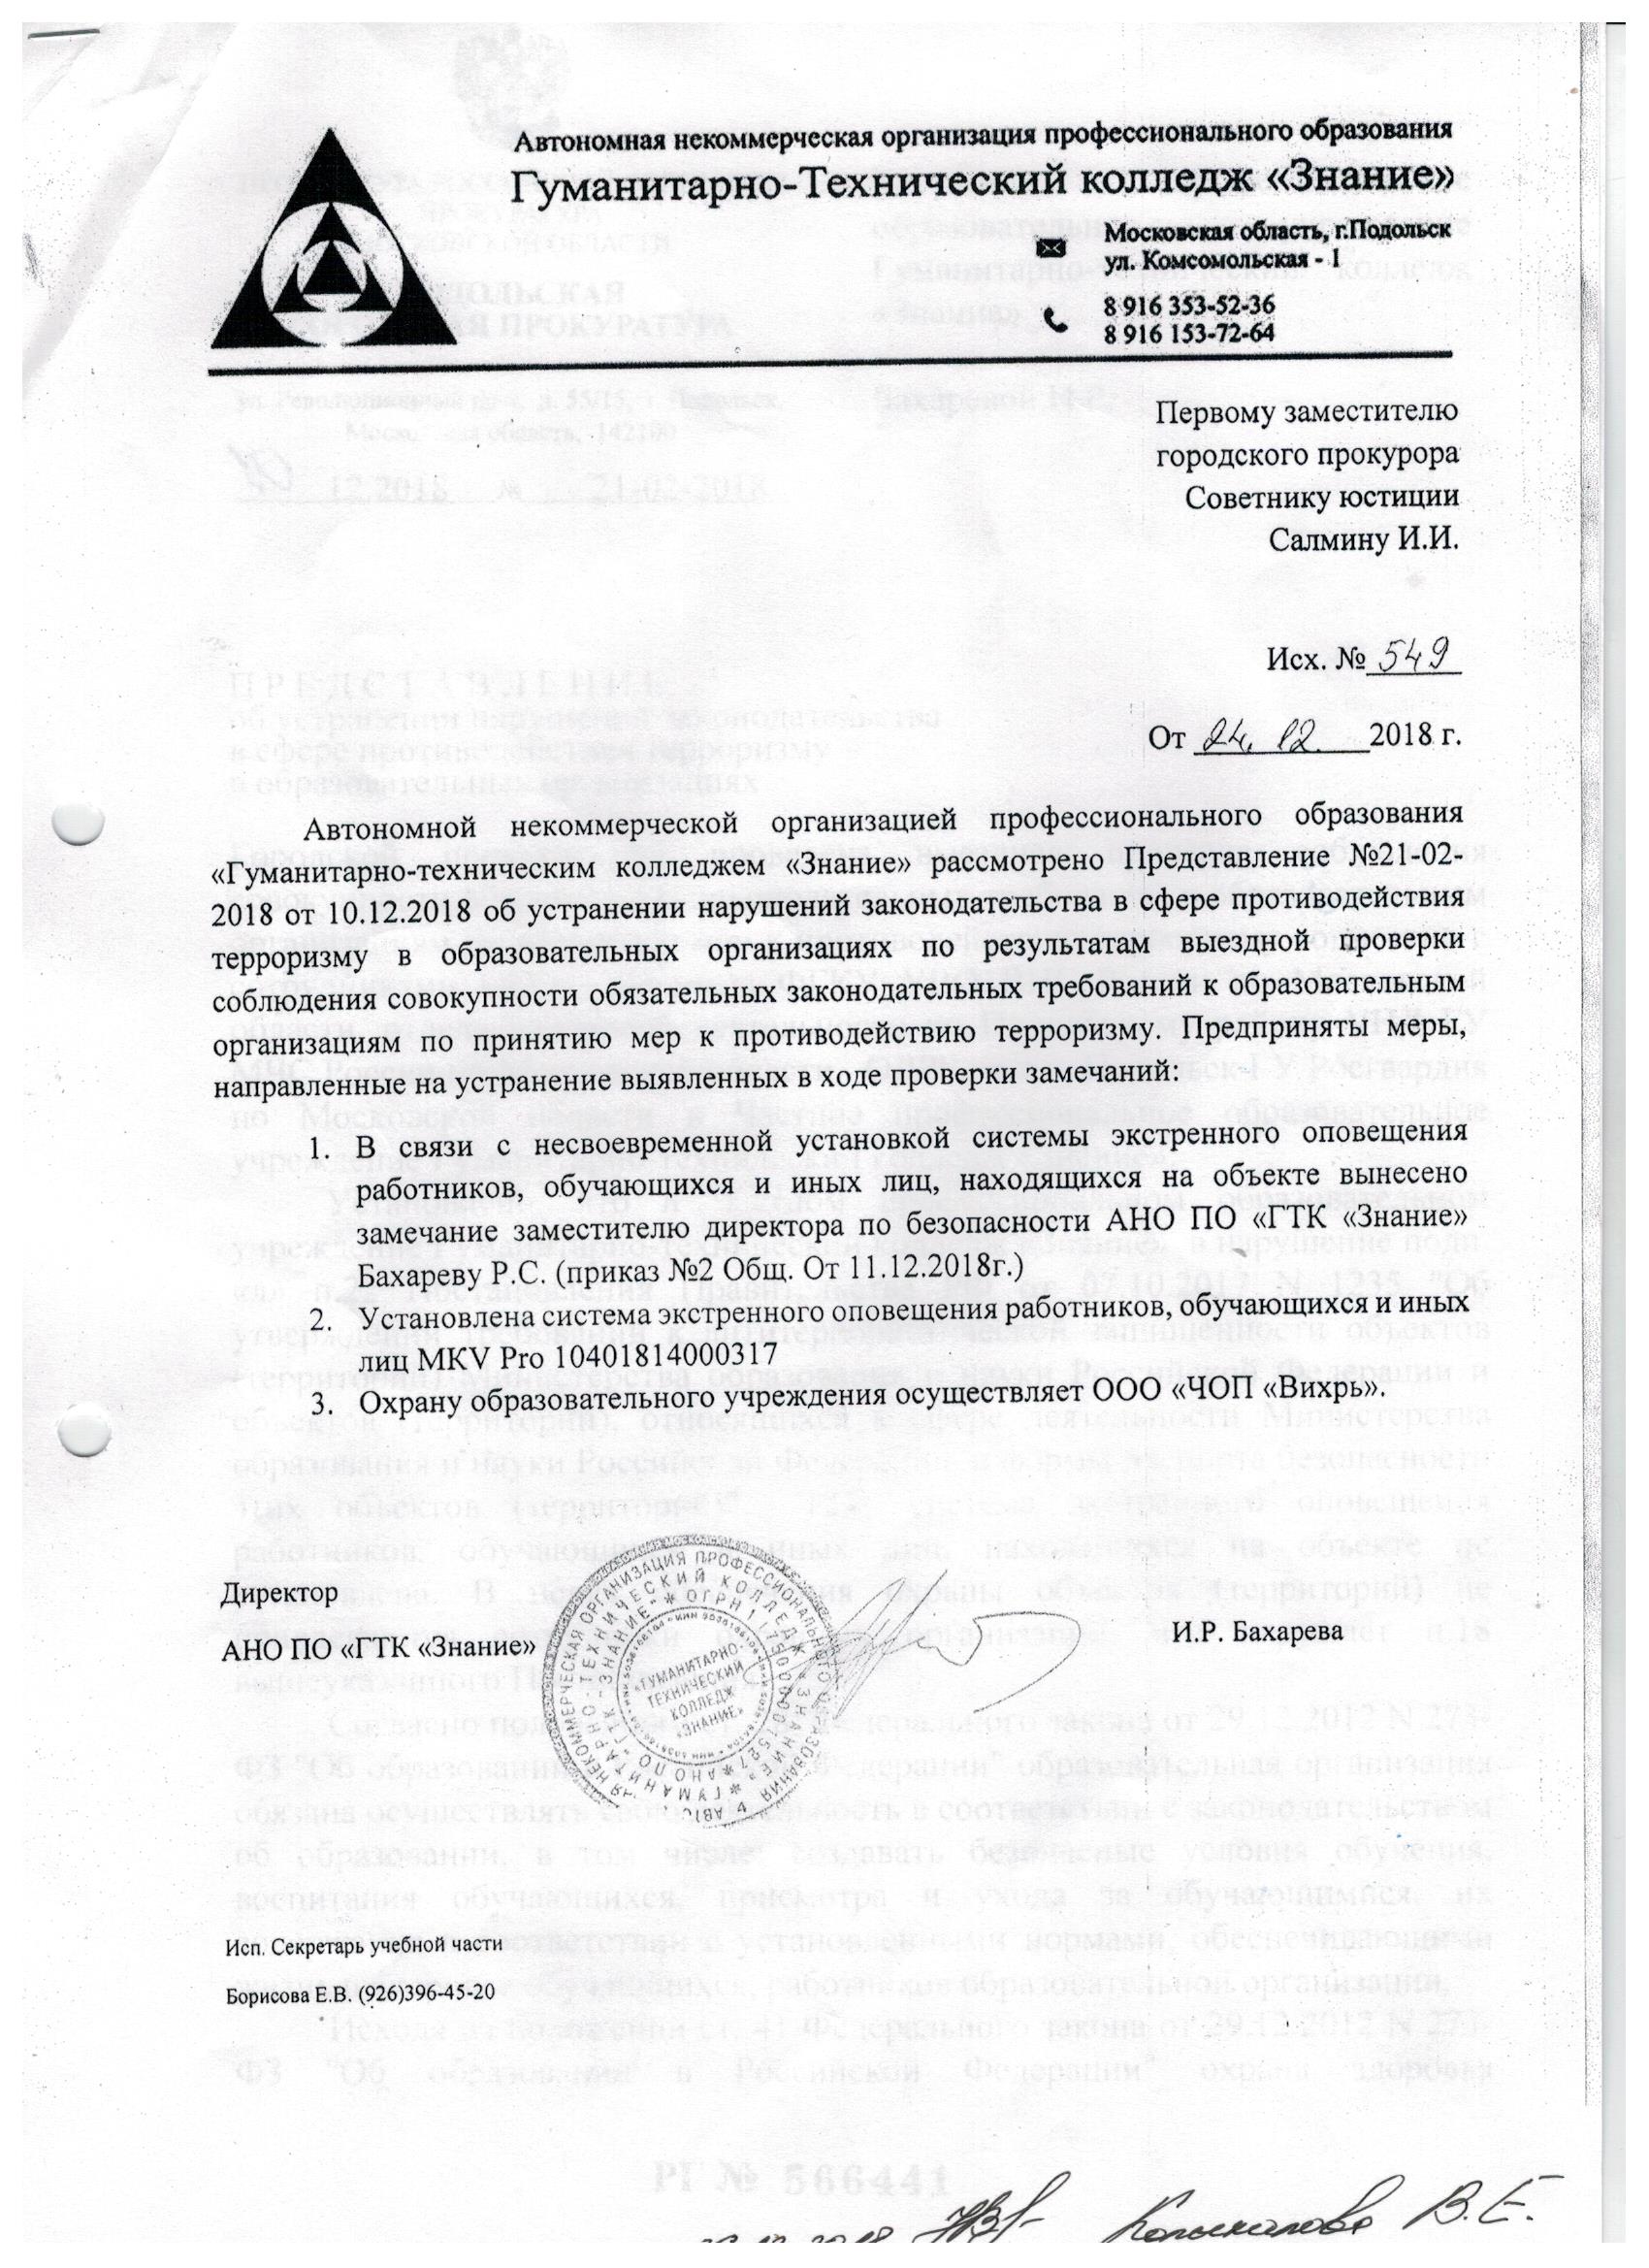 Автономная некоммерческая организация профессионального образования
Гуманитарно-Технический колледж «Знание»
Московская область, г.Подольск
ул. Комсомольская - 1
8 916 353-52-36
8 916 153-72-64
Первому заместителю
городского прокурора
Советнику юстиции
Салмину И.И.
Исх. № 549
От 24. 12. 2018 г.
Автономной некоммерческой организацией профессионального образования
«Гуманитарно-техническим колледжем «Знание» рассмотрено Представление №21-02-
2018 от 10.12.2018 об устранении нарушений законодательства в сфере противодействия
терроризму в образовательных организациях по результатам выездной проверки
соблюдения совокупности обязательных законодательных требований к образовательным
организациям по принятию мер к противодействию терроризму. Предприняты меры,
направленные на устранение выявленных в ходе проверки замечаний:
1. В связи с несвоевременной установкой системы экстренного оповещения
работников, обучающихся и иных лиц, находящихся на объекте вынесено
замечание заместителю директора по безопасности АНО ПО «ГТК «Знание»
Бахареву Р.С. (приказ №2 Общ. От 11.12.2018г.)
2. Установлена система экстренного оповещения работников, обучающихся и иных
лиц MKV Pro 10401814000317
3. Охрану образовательного учреждения осуществляет ООО «ЧОП «Вихрь».
Директор
АНО ПО «ГТК «Знание»
И.Р. Бахарева
«ГУМАНИТАРНО-
ТЕХНИЧЕСКИЙ
КОЛЛЕДЖ
«ЗНАНИЕ»
Исп. Секретарь учебной части
Борисова Е.В. (926)396-45-20
РГ № 566441
В.Е.